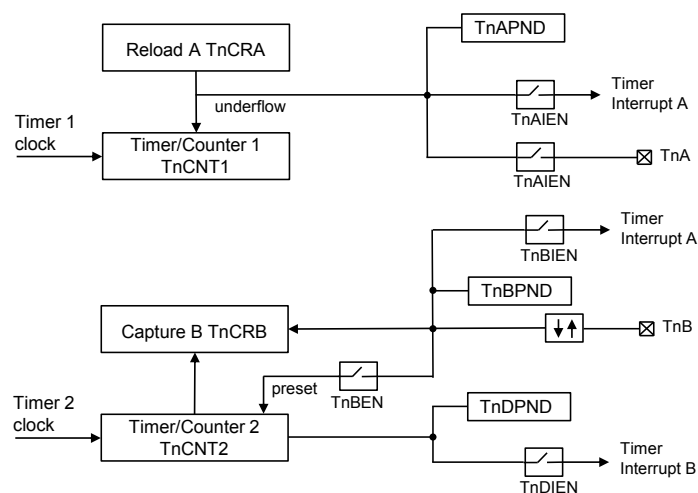 TnAPND
Reload A TnCRA
underflow
Timer
Interrupt A
TnAIEN
Timer 1
clock
Timer/Counter 1
TnCNT1
TnA
TnAIEN
Timer
Interrupt A
TnBIEN
TnBPND
Capture B TnCRB
TnB
preset
TnBEN
Timer 2
clock
Timer/Counter 2
TnCNT2
TnDPND
Timer
Interrupt B
TnDIEN